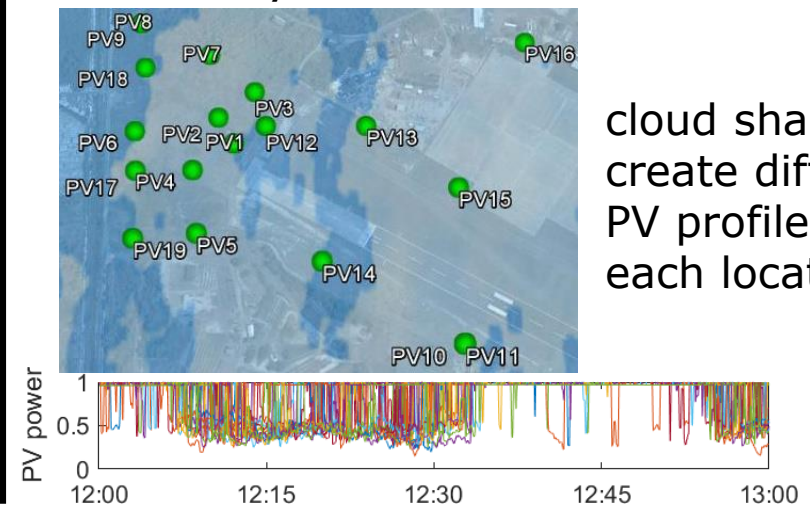 PV8
PV9
PV7
PV16
PV18
PV3
PV6
PV2
PV1
PV12
PV13
PV17
PV4
PV15
PV19
PV5
PV14
PV10
PV11
cloud sha
create dif
PV profile
each locat
PV power
1
0.5
0
12:00
12:15
12:30
12:45
13:00